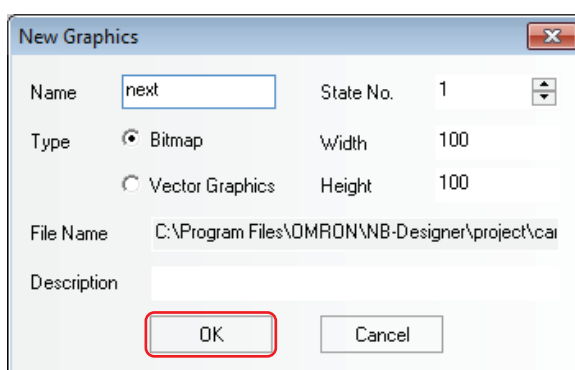 New Graphics
Name next State No. 1
Type Bitmap Width 100
Vector Graphics Height 100
File Name C:\Program Files\OMRON\NB-Designer\project\car
Description
OK Cancel